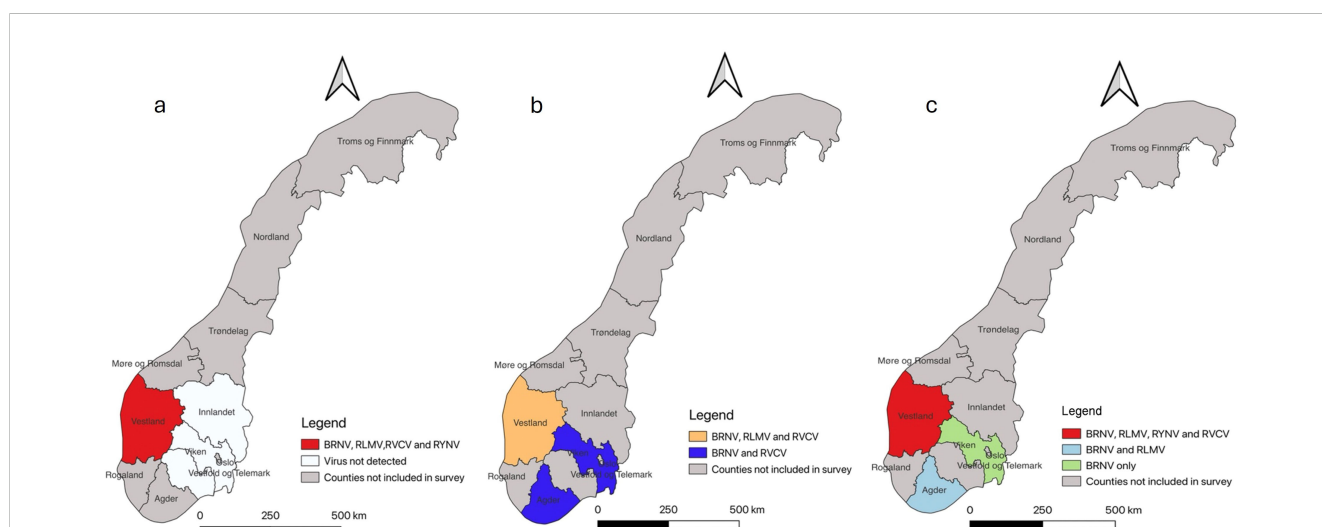 a
Troms og Finnmark
Nordland
Trøndelag
Møre og Romsdal
Vestland
Innlandet
Viken
Oslo
Vestfold og Telemark
Rogaland
Agder
Legend
BRNV, RLMV,RVCV and RYNV
Virus not detected
Counties not included in survey
0 250 500 km
b
Troms og Finnmark
Nordland
Trøndelag
Møre og Romsdal
Vestland
Innlandet
Viken
Vestfold og Telemark
Rogaland
Agder
Legend
BRNV, RLMV and RVCV
BRNV and RVCV
Counties not included in survey
0 250 500 km
c
Troms og Finnmark
Nordland
Trøndelag
Møre og Romsdal
Vestland
Innlandet
Viken
Oslo
Vestfold og Telemark
Rogaland
Agder
Legend
BRNV, RLMV, RYNV and RVCV
BRNV and RLMV
BRNV only
Counties not included in survey
0 250 500 km